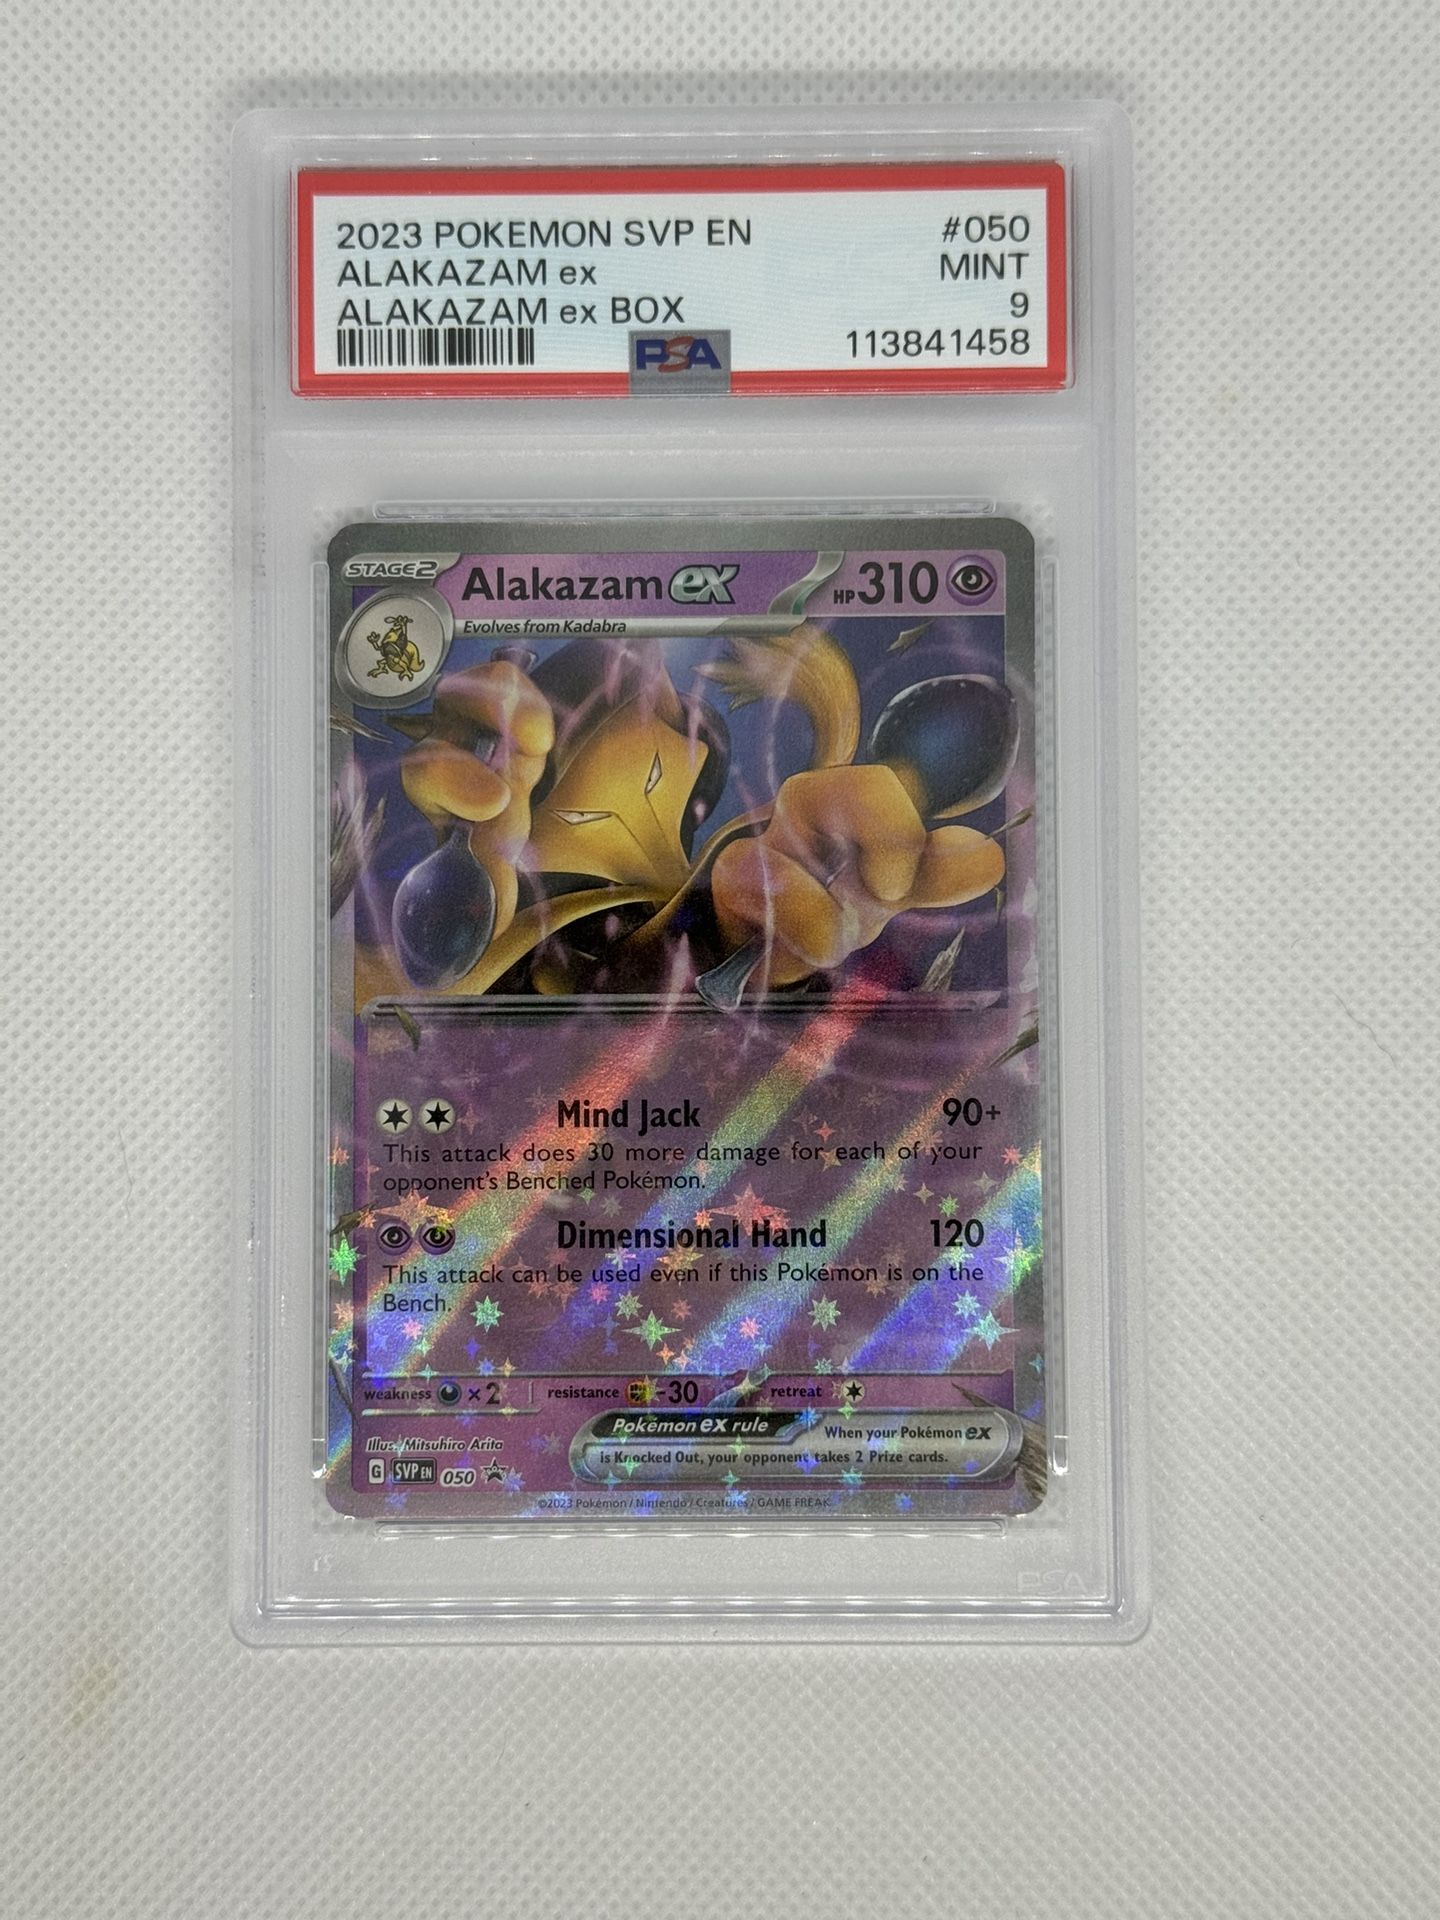 2023 POKEMON SVP EN #050
ALAKAZAM ex MINT
ALAKAZAM ex BOX 9
PSA 113841458
STAGE2 Alakazam ex HP 310
Evolves from Kadabra
Mind Jack 90+
This attack does 30 more damage for each of your
opponent's Benched Pokémon.
Dimensional Hand 120
This attack can be used even if this Pokémon is on the
Bench.
weakness ×2 resistance -30 retreat
Pokémon ex rule When your Pokémon ex
is Knocked Out, your opponent takes 2 Prize cards.
Illus. Mitsuhiro Arita
G SVP EN 050
©2023 Pokémon / Nintendo / Creatures / GAME FREAK
PSA